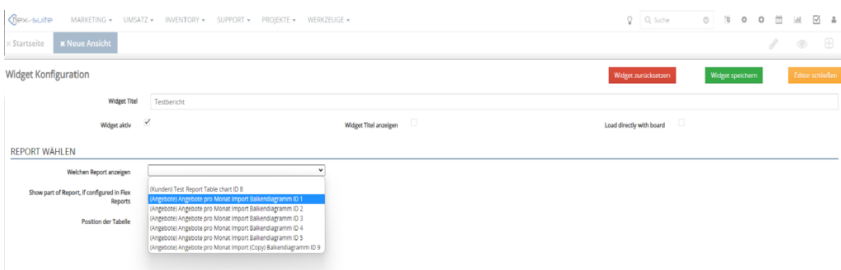 flex-suite MARKETING UMSATZ INVENTORY SUPPORT PROJEKTE WERKZEUGE Suche
Startseite Neue Ansicht
Widget Konfiguration Widget zurücksetzen Widget speichern Editor schließen
Widget Titel Testbericht
Widget aktiv Widget Titel anzeigen Load directly with board
REPORT WÄHLEN
Welchen Report anzeigen
(Kunden) Test Report Table chart ID 8
Show part of Report, if configured in Flex
(Angebote) Angebote pro Monat Import Balkendiagramm ID 1
Reports
(Angebote) Angebote pro Monat Import Balkendiagramm ID 2
(Angebote) Angebote pro Monat Import Balkendiagramm ID 3
Position der Tabelle
(Angebote) Angebote pro Monat Import Balkendiagramm ID 4
(Angebote) Angebote pro Monat Import Balkendiagramm ID 5
(Angebote) Angebote pro Monat Import (Copy) Balkendiagramm ID 9